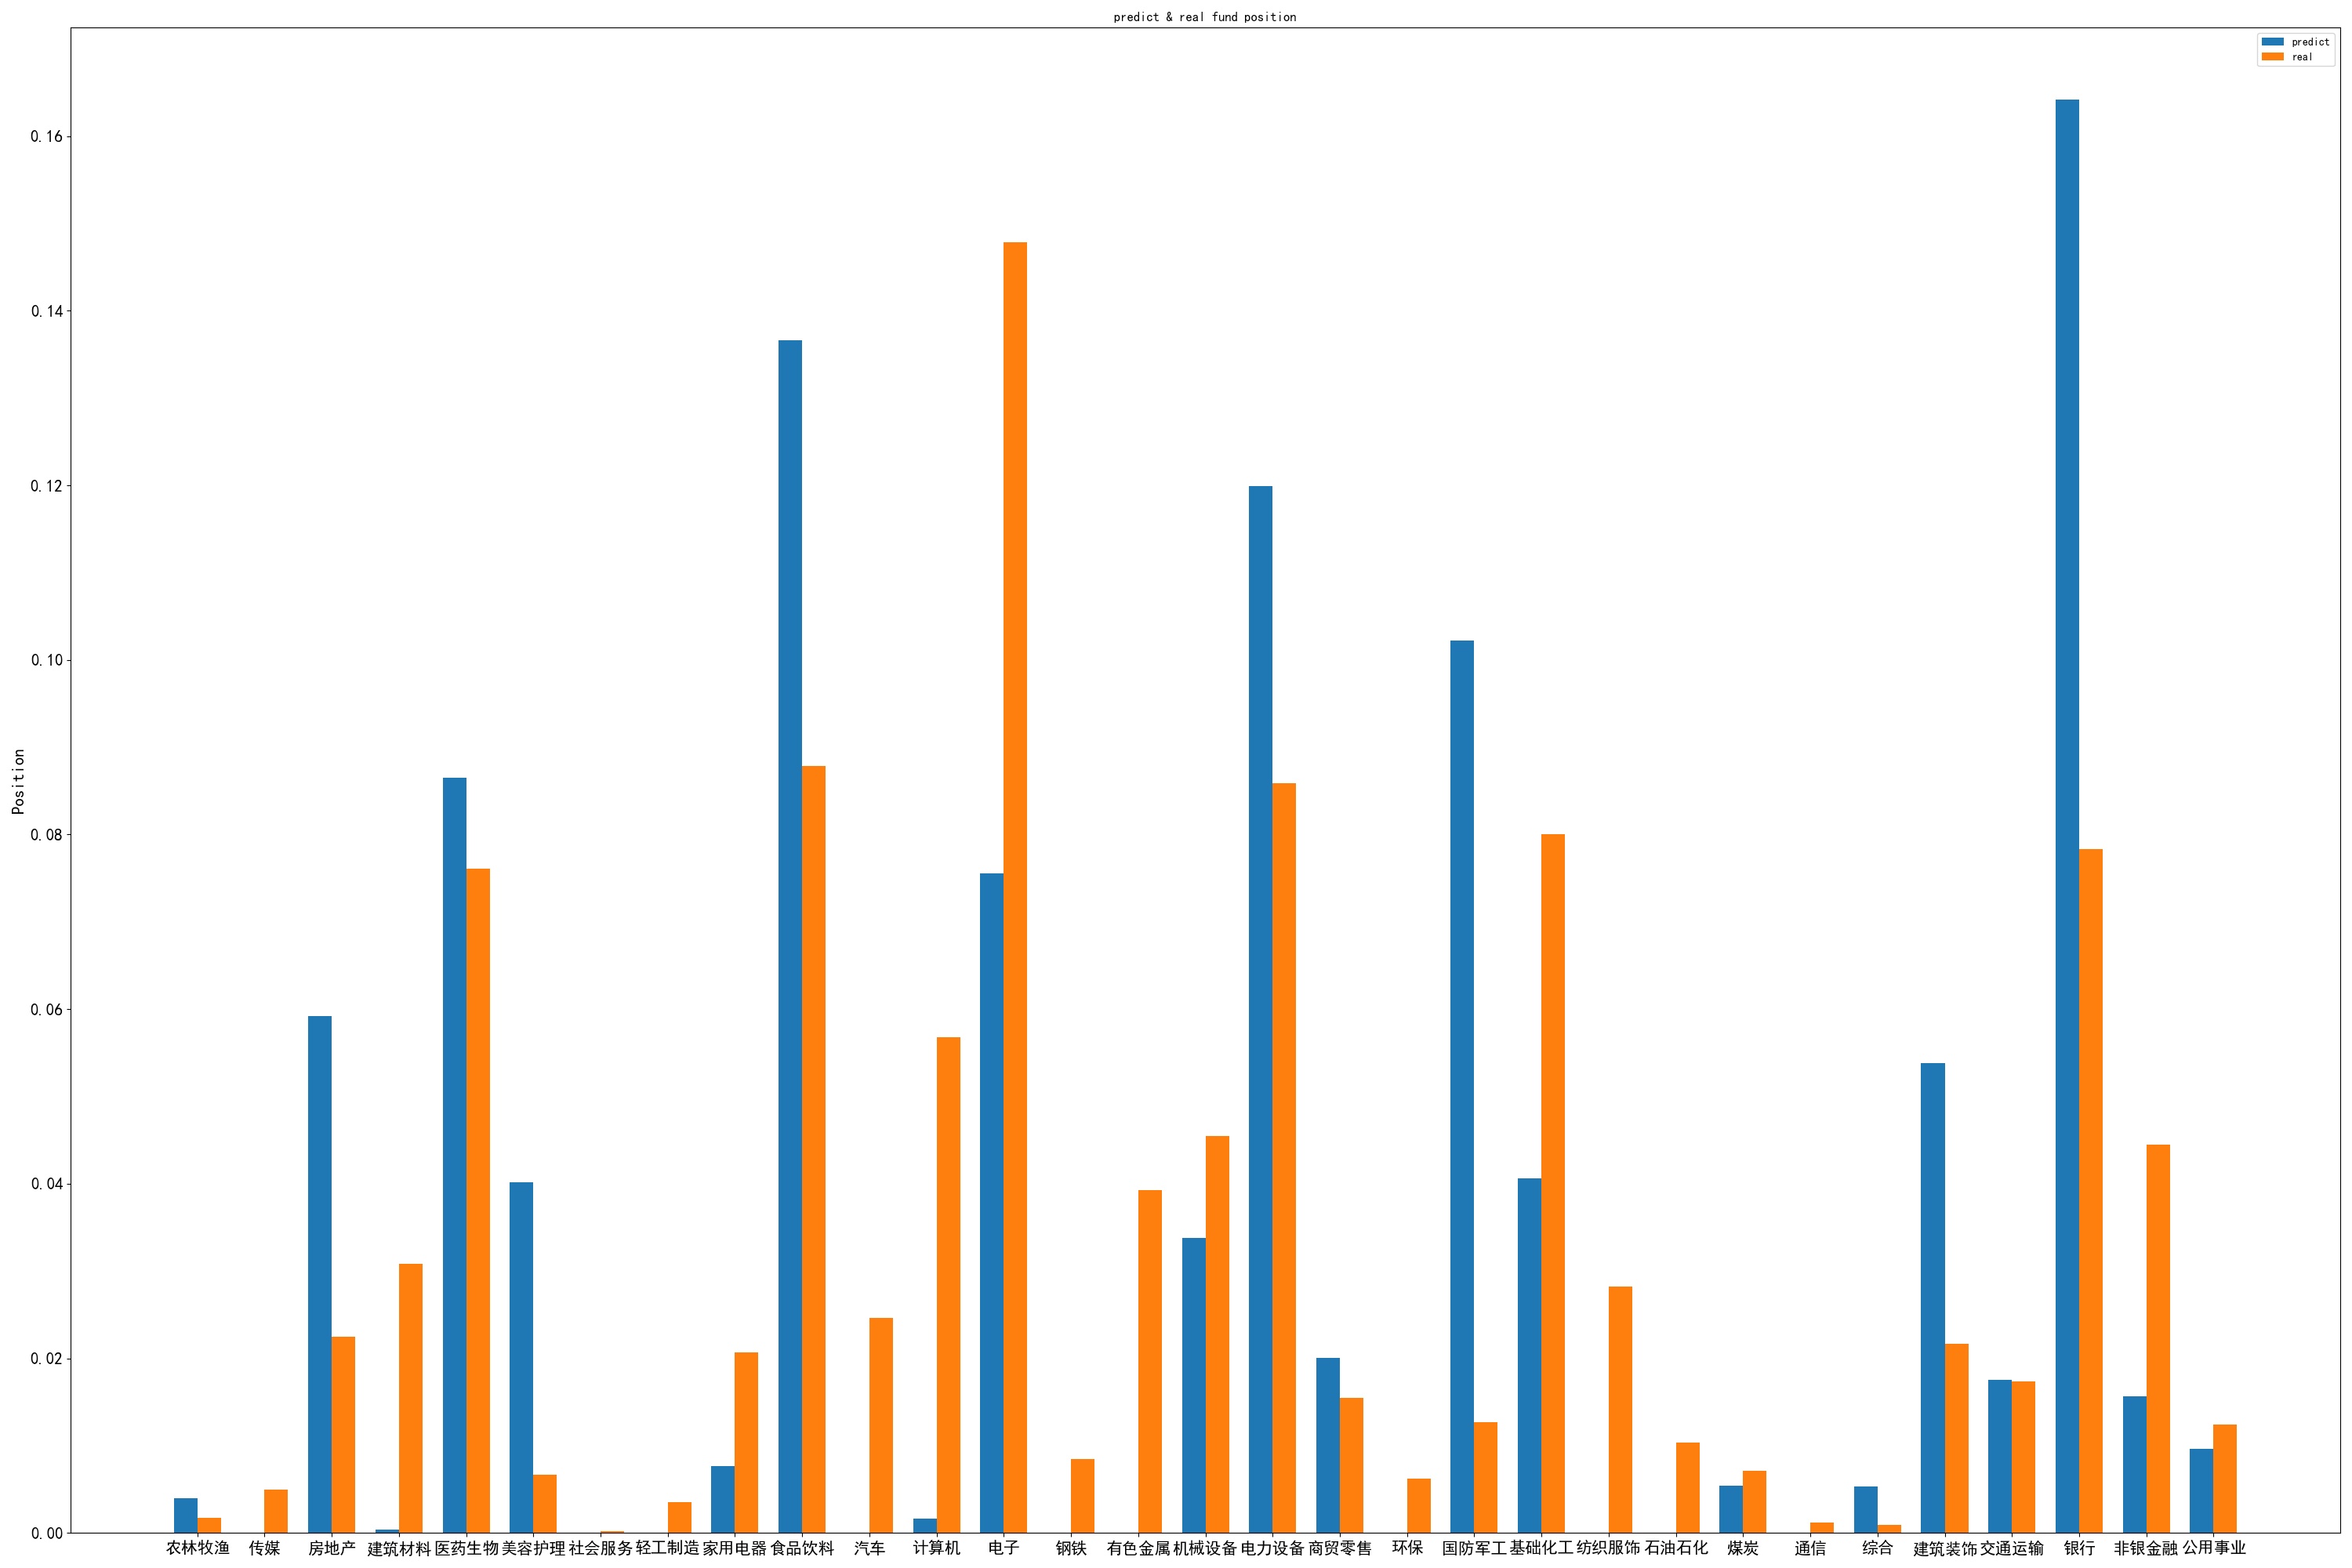 predict & real fund position
predict
real
Position
0.16
0.14
0.12
0.10
0.08
0.06
0.04
0.02
0.00
农林牧渔 传媒 房地产 建筑材料 医药生物 美容护理 社会服务 轻工制造 家用电器 食品饮料 汽车 计算机 电子 钢铁 有色金属 机械设备 电力设备 商贸零售 环保 国防军工 基础化工 纺织服饰 石油石化 煤炭 通信 综合 建筑装饰 交通运输 银行 非银金融 公用事业